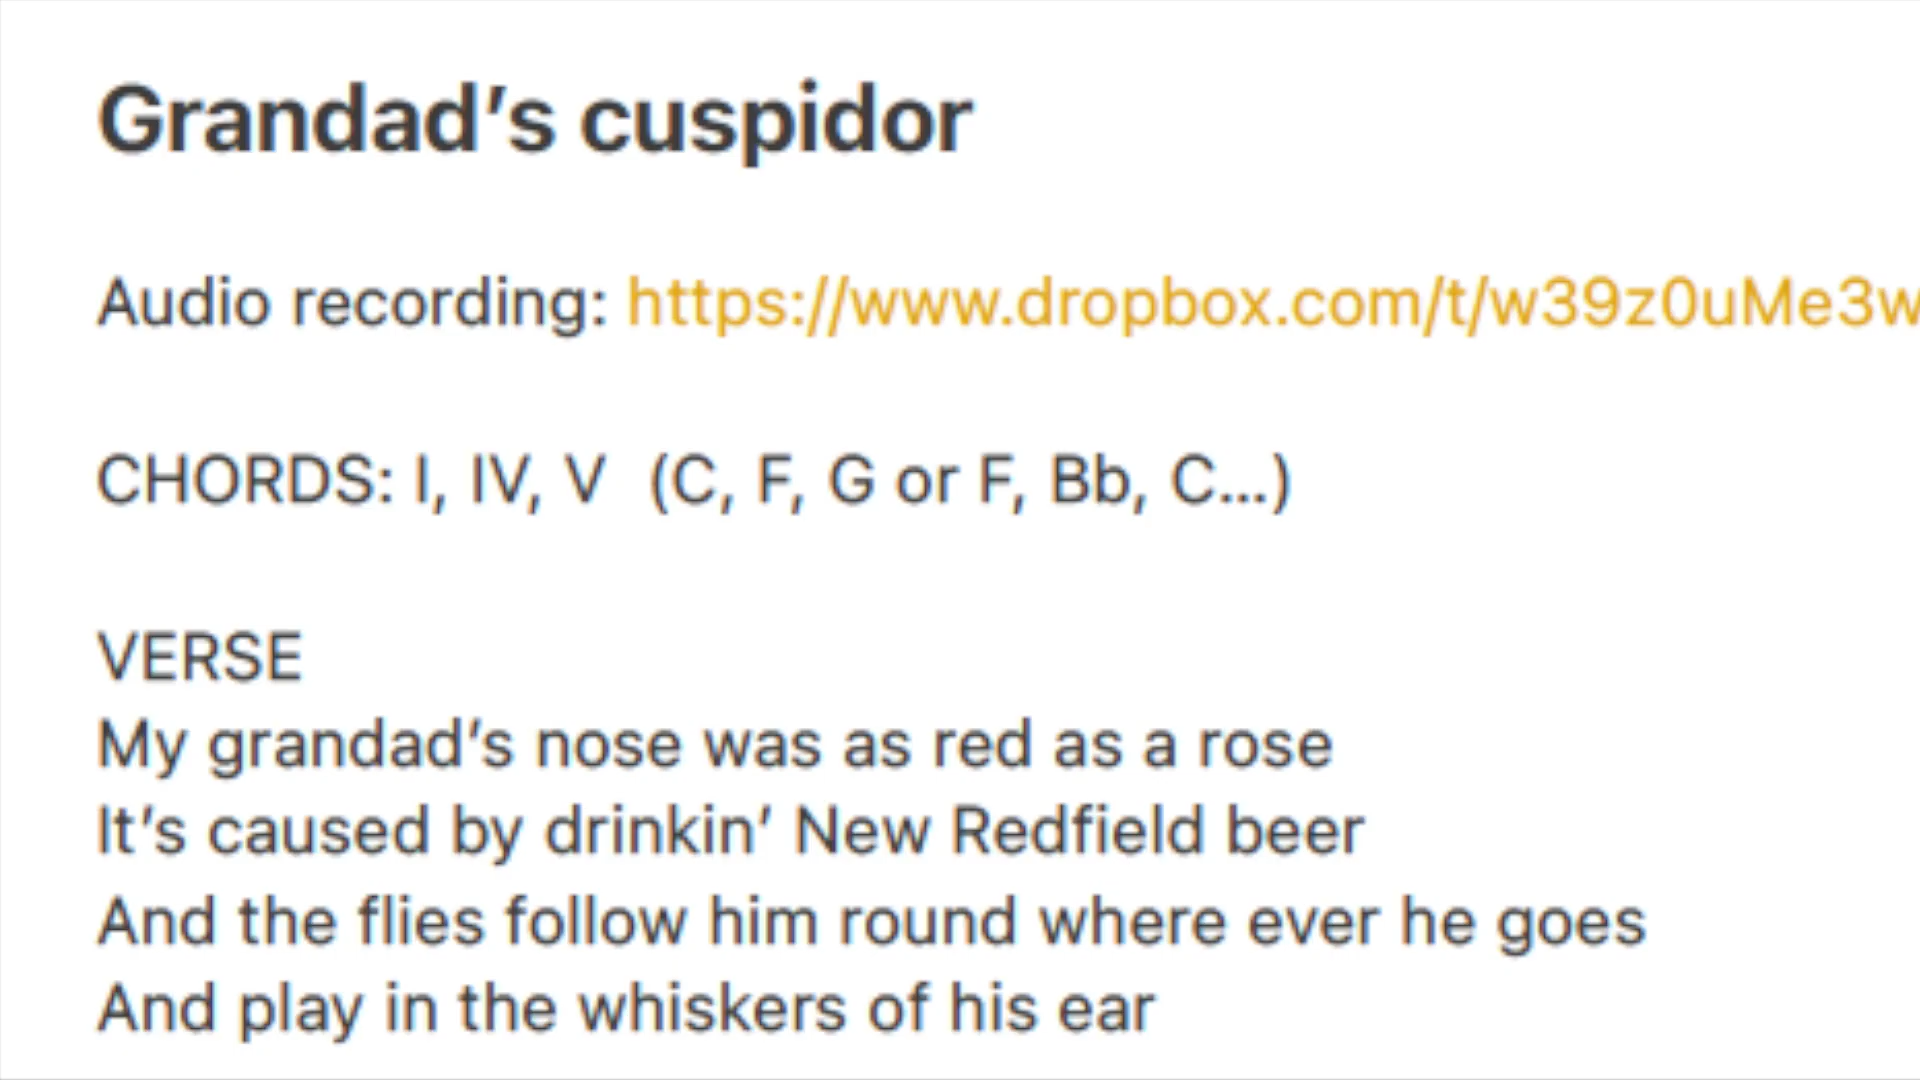 Grandad’s cuspidor
Audio recording: https://www.dropbox.com/t/w39z0uMe3w
CHORDS: I, IV, V  (C, F, G or F, Bb, C...)
VERSE
My grandad’s nose was as red as a rose
It’s caused by drinkin’ New Redfield beer
And the flies follow him round where ever he goes
And play in the whiskers of his ear